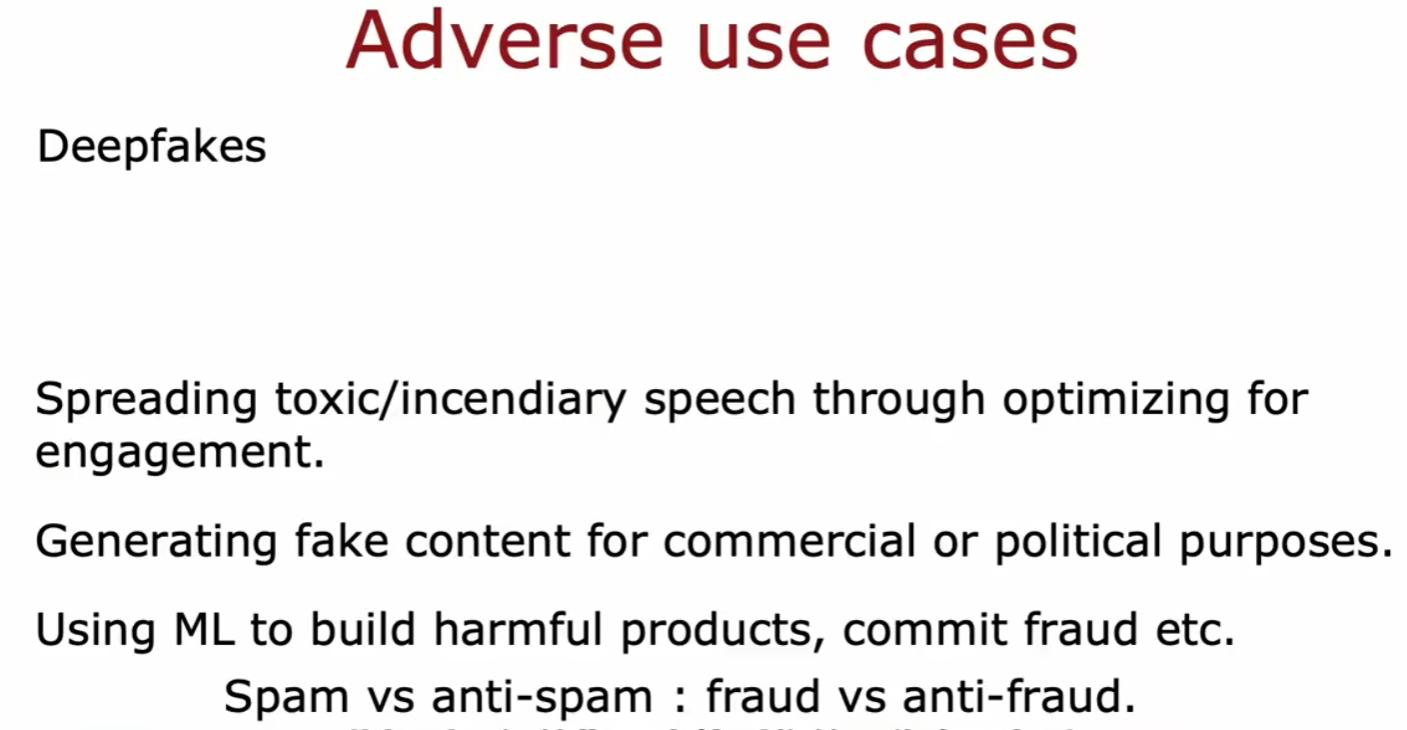 Adverse use cases
Deepfakes
Spreading toxic/incendiary speech through optimizing for
engagement.
Generating fake content for commercial or political purposes.
Using ML to build harmful products, commit fraud etc.
Spam vs anti-spam : fraud vs anti-fraud.